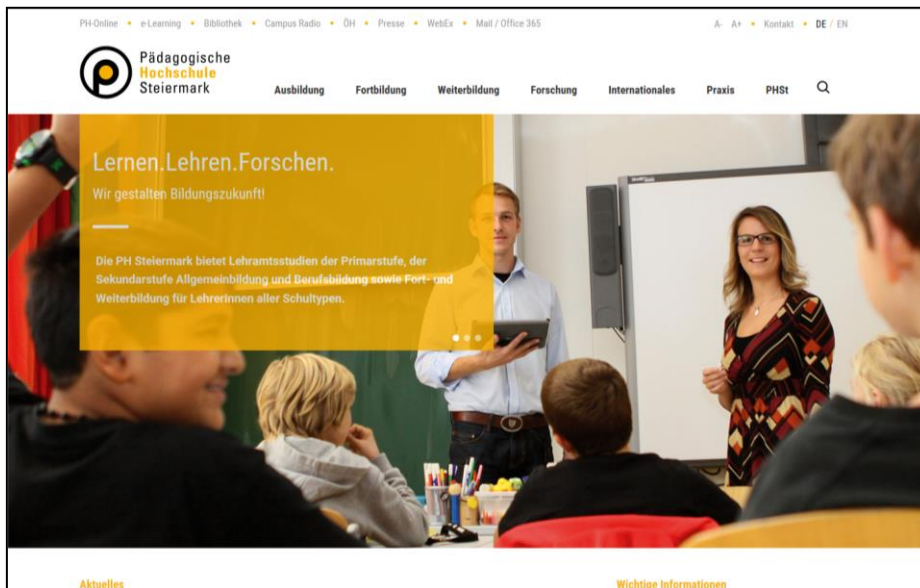 PH-Online • e-Learning • Bibliothek • Campus Radio • ÖH • Presse • WebEx • Mail / Office 365
A- A+ • Kontakt • DE / EN
Pädagogische
Hochschule
Steiermark
Ausbildung Fortbildung Weiterbildung Forschung Internationales Praxis PHSt
Lernen.Lehren.Forschen.
Wir gestalten Bildungszukunft!
Die PH Steiermark bietet Lehramtsstudien der Primarstufe, der
Sekundarstufe Allgemeinbildung und Berufsbildung sowie Fort- und
Weiterbildung für LehrerInnen aller Schultypen.
Aktuelles
Wichtige Informationen